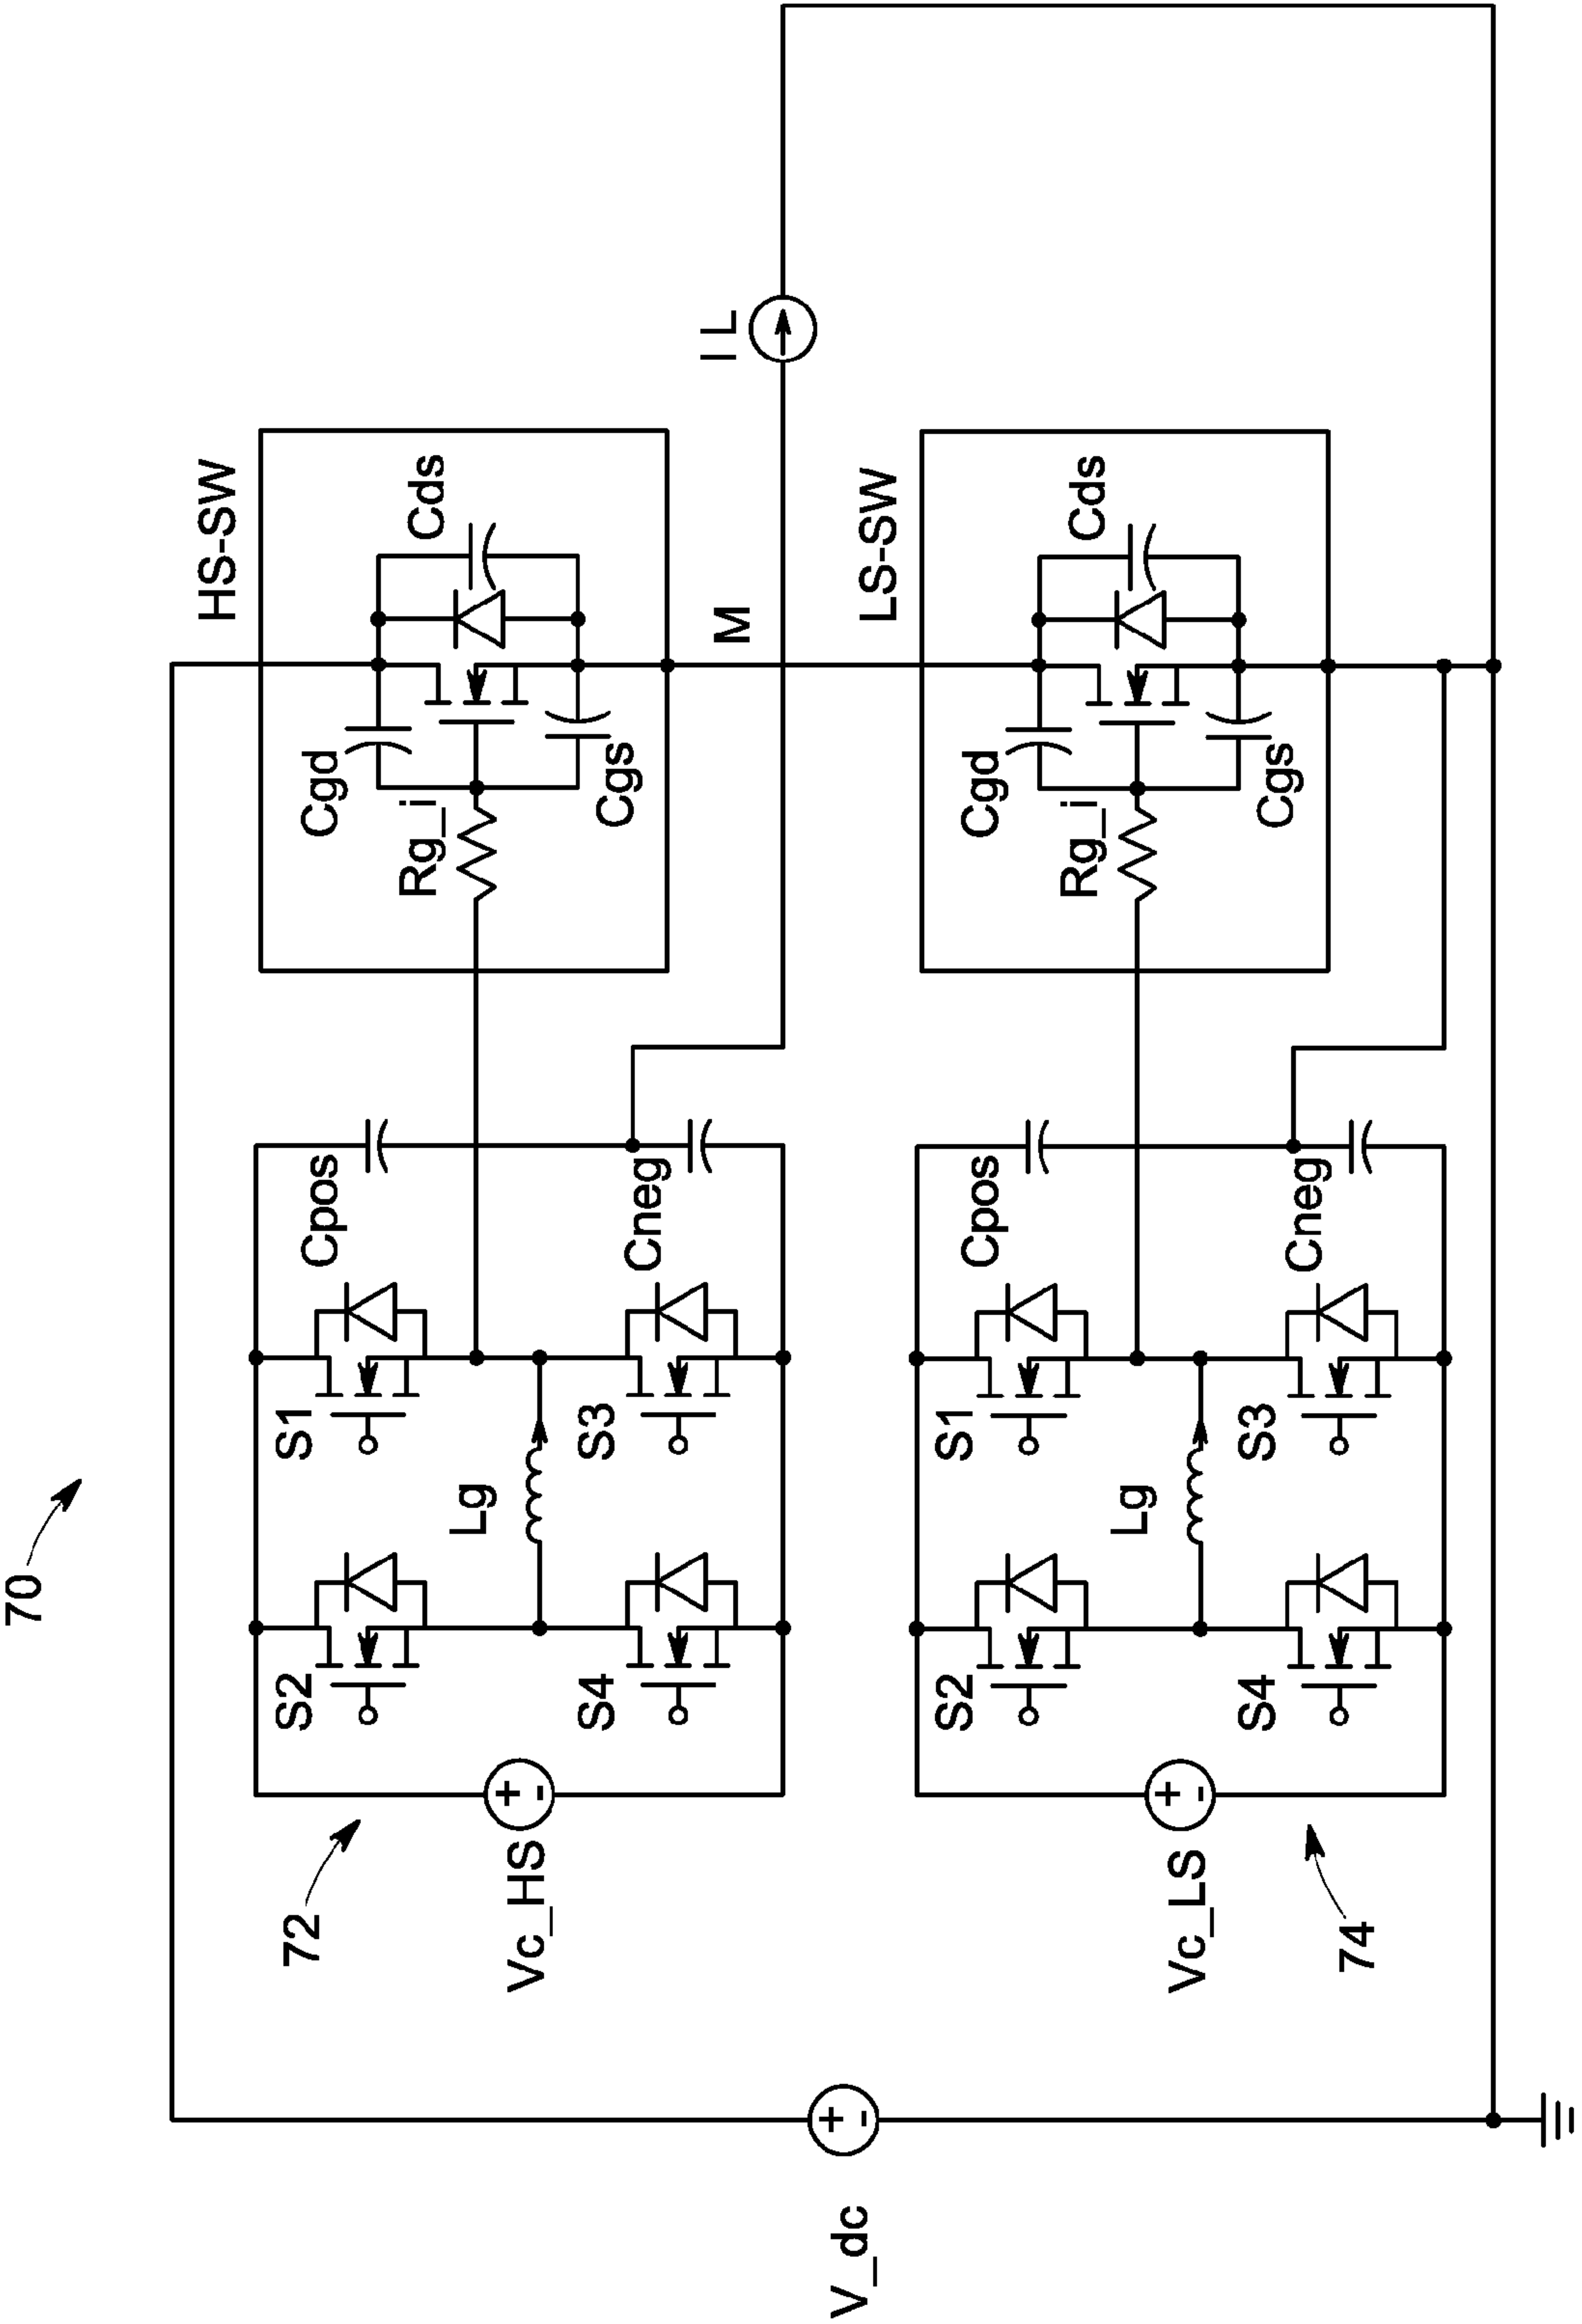 70
72
V_dc
Vc_HS
S2
S4
Lg
S1
S3
Cpos
Cneg
Rg_i
Cgd
Cgs
Cds
HS-SW
M
I L
74
Vc_LS
S2
S4
Lg
S1
S3
Cpos
Cneg
Rg_i
Cgd
Cgs
Cds
LS-SW